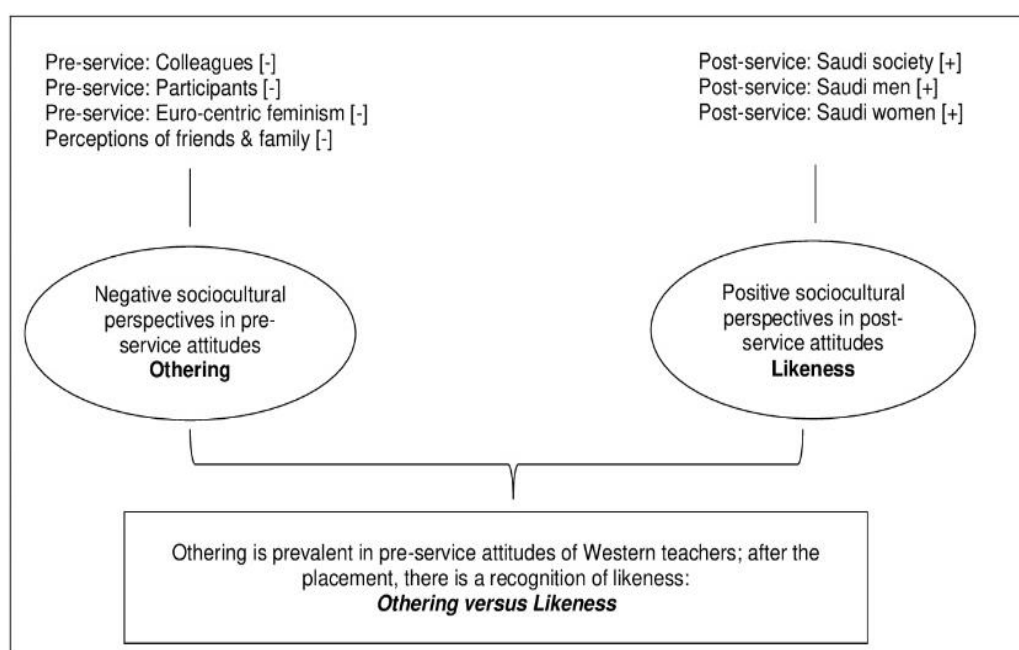 Pre-service: Colleagues [-]
Pre-service: Participants [-]
Pre-service: Euro-centric feminism [-]
Perceptions of friends & family [-]
Post-service: Saudi society [+]
Post-service: Saudi men [+]
Post-service: Saudi women [+]
Negative sociocultural
perspectives in pre-
service attitudes
Othering
Positive sociocultural
perspectives in post-
service attitudes
Likeness
Othering is prevalent in pre-service attitudes of Western teachers; after the
placement, there is a recognition of likeness:
Othering versus Likeness